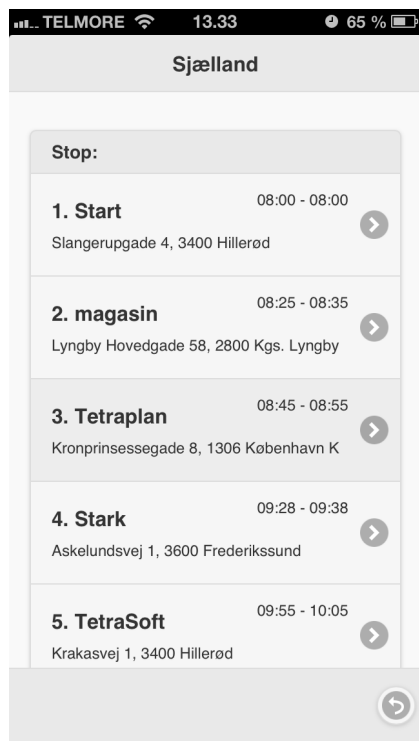 TELMORE 13.33 65 %
Sjælland
Stop:
08:00 - 08:00
1. Start
Slangerupgade 4, 3400 Hillerød
08:25 - 08:35
2. magasin
Lyngby Hovedgade 58, 2800 Kgs. Lyngby
08:45 - 08:55
3. Tetraplan
Kronprinsessegade 8, 1306 København K
09:28 - 09:38
4. Stark
Askelundsvej 1, 3600 Frederikssund
09:55 - 10:05
5. TetraSoft
Krakasvej 1, 3400 Hillerød